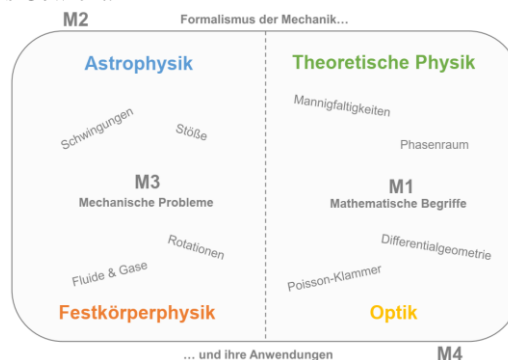 M2
Formalismus der Mechanik...
Astrophysik
Theoretische Physik
Schwingungen
Stöße
Mannigfaltigkeiten
Phasenraum
M3
Mechanische Probleme
M1
Mathematische Begriffe
Rotationen
Fluide & Gase
Differentialgeometrie
Poisson-Klammer
Festkörperphysik
Optik
... und ihre Anwendungen
M4